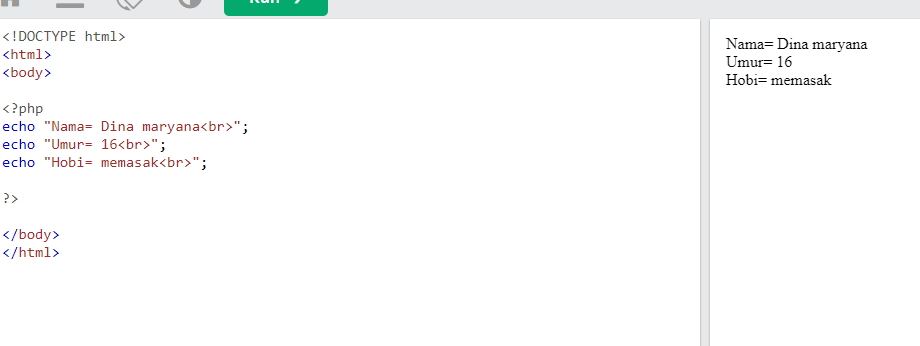 Run
<!DOCTYPE html>
<html>
<body>
<?php
echo "Nama= Dina maryana<br>";
echo "Umur= 16<br>";
echo "Hobi= memasak<br>";
?>
</body>
</html>
Nama= Dina maryana
Umur= 16
Hobi= memasak